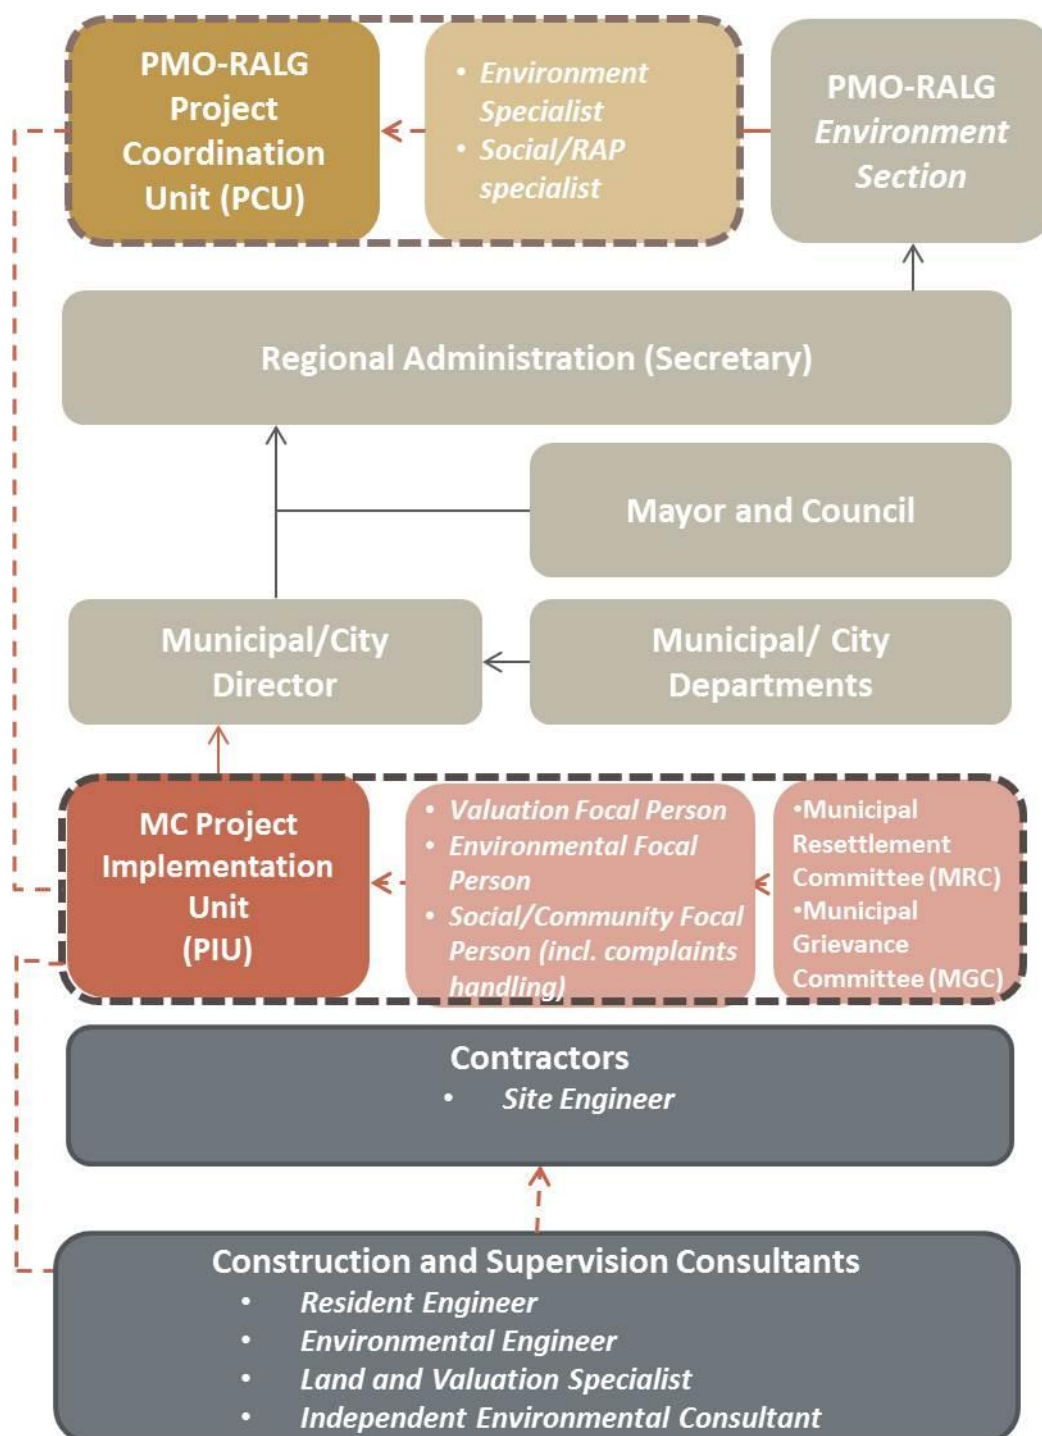 PMO-RALG
Project
Coordination
Unit (PCU)
• Environment
Specialist
• Social/RAP
specialist
PMO-RALG
Environment
Section
Regional Administration (Secretary)
Mayor and Council
Municipal/City
Director
Municipal/ City
Departments
MC Project
Implementation
Unit
(PIU)
• Valuation Focal Person
• Environmental Focal
Person
• Social/Community Focal
Person (incl. complaints
handling)
•Municipal
Resettlement
Committee (MRC)
•Municipal
Grievance
Committee (MGC)
Contractors
• Site Engineer
Construction and Supervision Consultants
• Resident Engineer
• Environmental Engineer
• Land and Valuation Specialist
• Independent Environmental Consultant